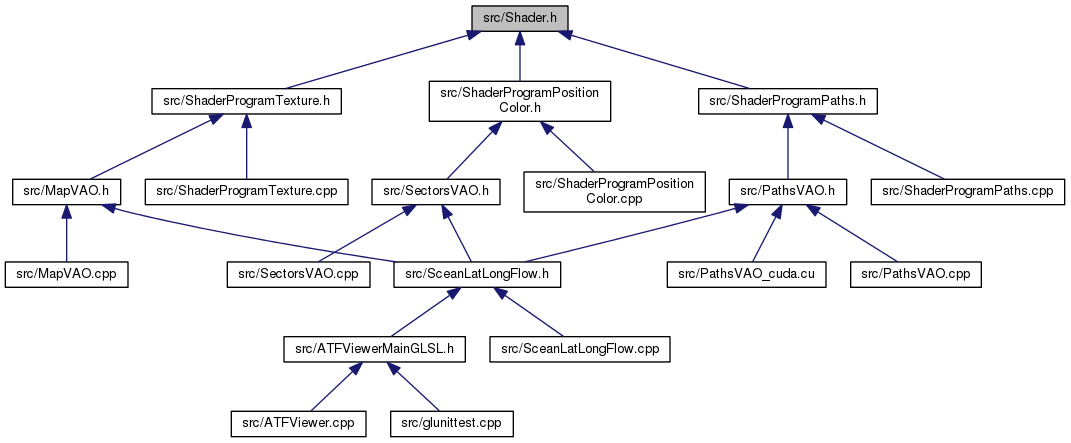 src/Shader.h
src/ShaderProgramTexture.h
src/ShaderProgramPosition
Color.h
src/ShaderProgramPaths.h
src/MapVAO.h
src/ShaderProgramTexture.cpp
src/SectorsVAO.h
src/ShaderProgramPosition
Color.cpp
src/PathsVAO.h
src/ShaderProgramPaths.cpp
src/MapVAO.cpp
src/SectorsVAO.cpp
src/SceanLatLongFlow.h
src/PathsVAO_cuda.cu
src/PathsVAO.cpp
src/ATFViewerMainGLSL.h
src/SceanLatLongFlow.cpp
src/ATFViewer.cpp
src/glunittest.cpp